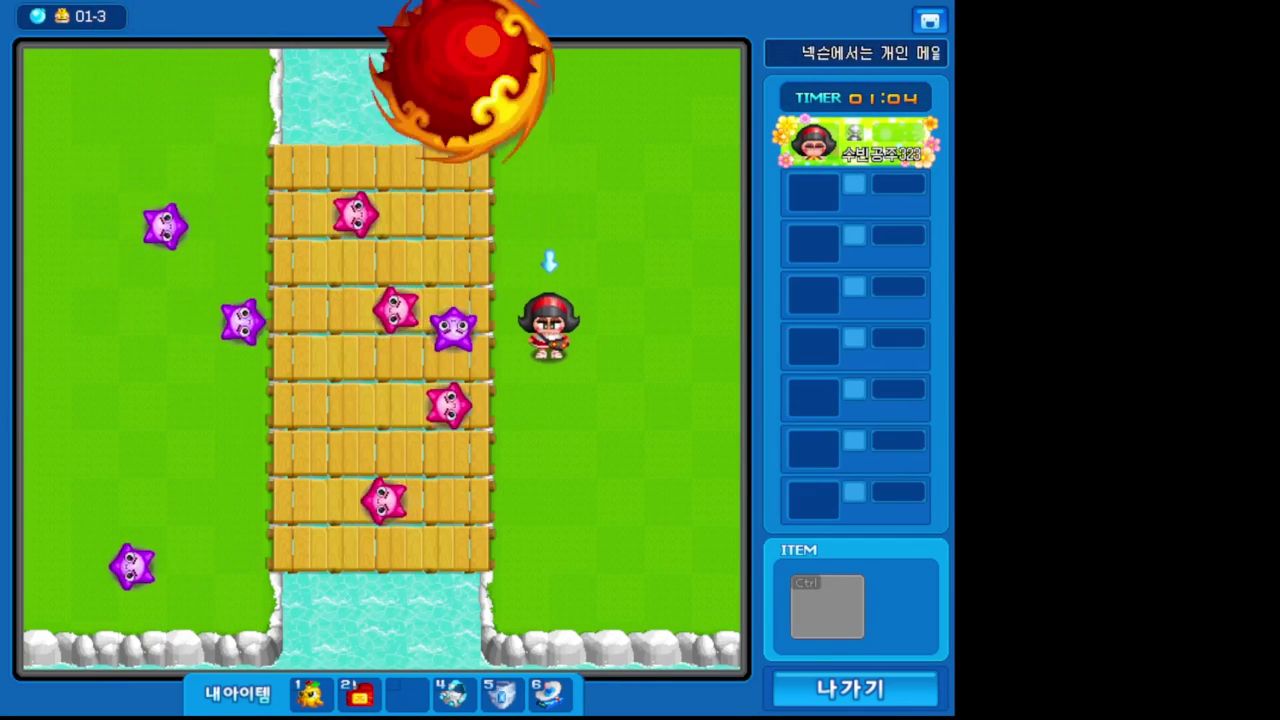 01-3
넥슨에서는 개인 메일
TIMER 01:04
수빈공주323
ITEM
Ctrl
내아이템
1
2
4
5
6
나가기